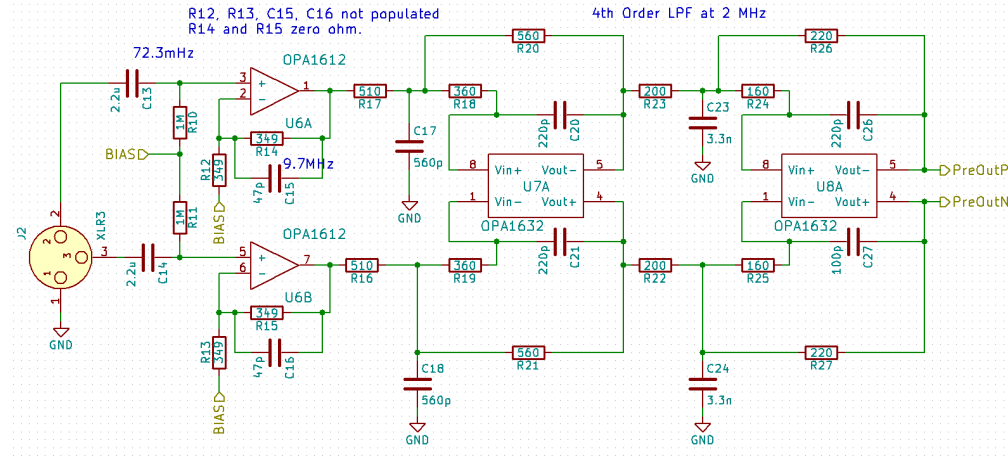 R12, R13, C15, C16 not populated
R14 and R15 zero ohm.
4th Order LPF at 2 MHz
72.3mHz
OPA1612
2.2u
C13
3
2
1
+
−
U6A
1M
R10
BIAS
349
R14
9.7MHz
47p
C15
R12
349
BIAS
510
R17
C17
560p
GND
560
R20
360
R18
220p
C20
8
Vin+
Vout-
5
U7A
1
Vin-
Vout+
4
OPA1632
220p
C21
200
R23
C23
3.3n
GND
220
R26
160
R24
220p
C26
8
Vin+
Vout-
5
U8A
1
Vin-
Vout+
4
OPA1632
100p
C27
PreOutP
PreOutN
J2
XLR3
2
2
3
1
3
1
GND
1M
R11
2.2u
C14
OPA1612
5
6
7
+
−
U6B
349
R15
47p
C16
R13
349
BIAS
510
R16
360
R19
560
R21
C18
560p
GND
200
R22
160
R25
220
R27
C24
3.3n
GND